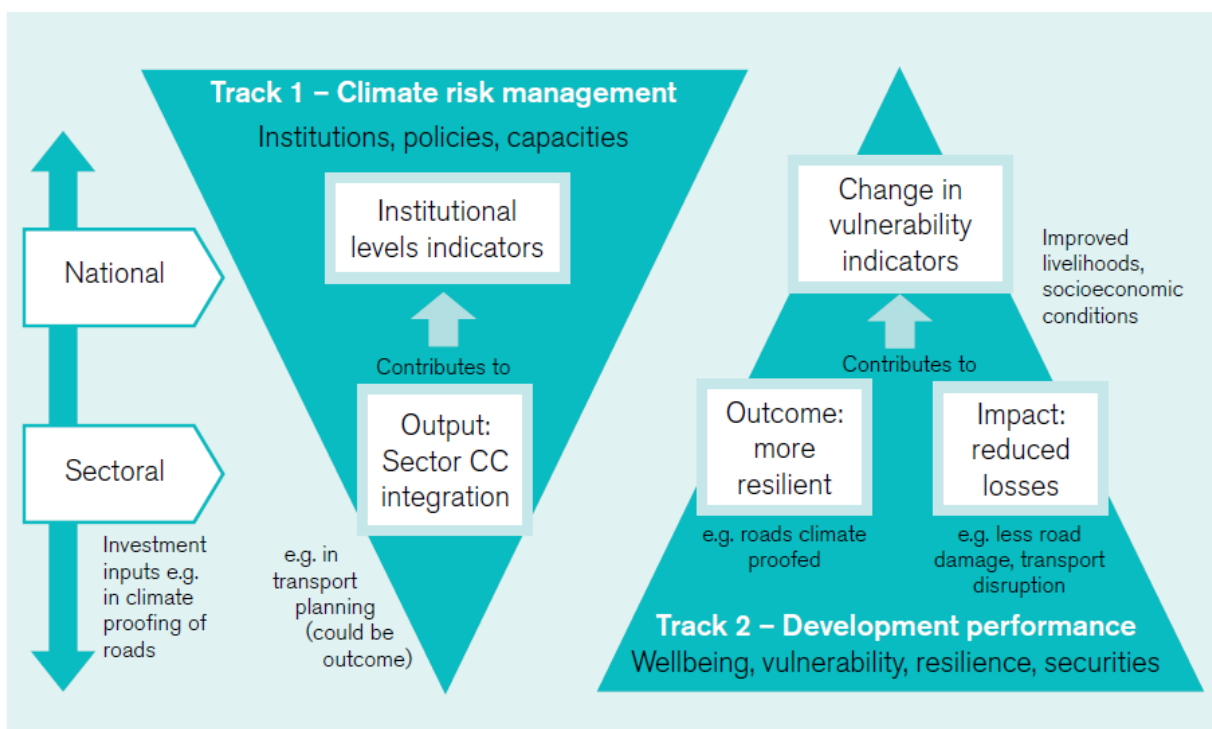 Track 1 – Climate risk management
Institutions, policies, capacities
Institutional
levels indicators
Contributes to
Output:
Sector CC
integration
National
Sectoral
Investment
inputs e.g.
in climate
proofing of
roads
e.g. in
transport
planning
(could be
outcome)
Change in
vulnerability
indicators
Improved
livelihoods,
socioeconomic
conditions
Contributes to
Outcome:
more
resilient
e.g. roads climate
proofed
Impact:
reduced
losses
e.g. less road
damage, transport
disruption
Track 2 – Development performance
Wellbeing, vulnerability, resilience, securities